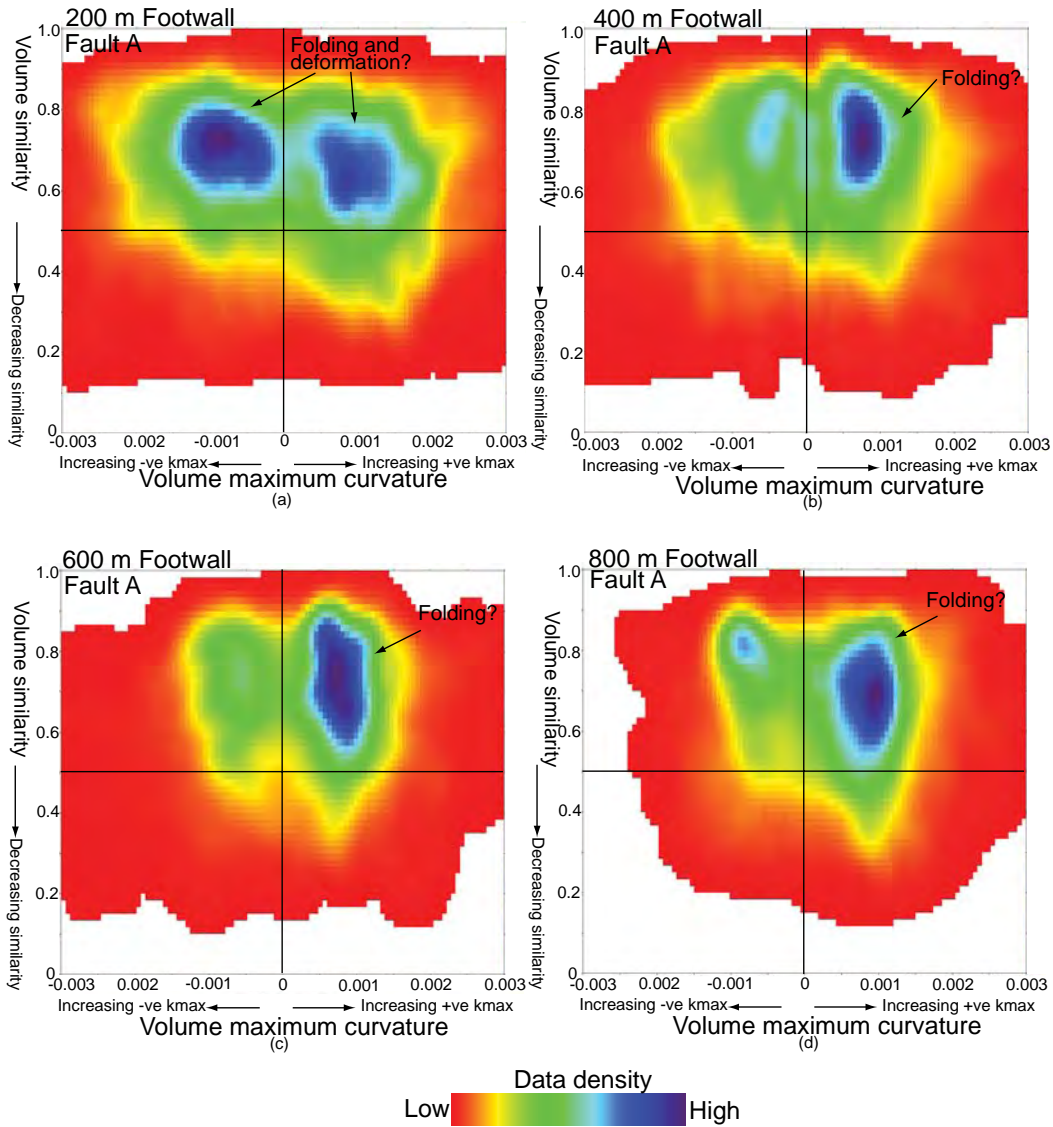 200 m Footwall
Fault A
Folding and
deformation?
Volume similarity
Decreasing similarity
1.0
0.8
0.6
0.4
0.2
0
-0.003 0.002 -0.001 0 0.001 0.002 0.003
Increasing -ve kmax Increasing +ve kmax
Volume maximum curvature
(a)
400 m Footwall
Fault A
Folding?
Volume similarity
Decreasing similarity
1.0
0.8
0.6
0.4
0.2
0
-0.003 -0.002 -0.001 0 0.001 0.002 0.003
Increasing -ve kmax Increasing +ve kmax
Volume maximum curvature
(b)
600 m Footwall
Fault A
Folding?
Volume similarity
Decreasing similarity
1.0
0.8
0.6
0.4
0.2
0
-0.003 -0.002 -0.001 0 0.001 0.002 0.003
Increasing -ve kmax Increasing +ve kmax
Volume maximum curvature
(c)
800 m Footwall
Fault A
Folding?
Volume similarity
Decreasing similarity
1.0
0.8
0.6
0.4
0.2
0
-0.003 -0.002 -0.001 0 0.001 0.002 0.003
Increasing -ve kmax Increasing +ve kmax
Volume maximum curvature
(d)
Data density
Low High